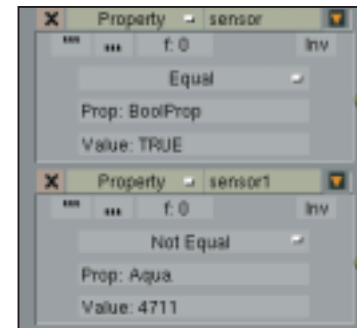 X Property sensor
f: 0 Inv
Equal
Prop: BoolProp
Value: TRUE
X Property sensor1
f: 0 Inv
Not Equal
Prop: Aqua
Value: 4711